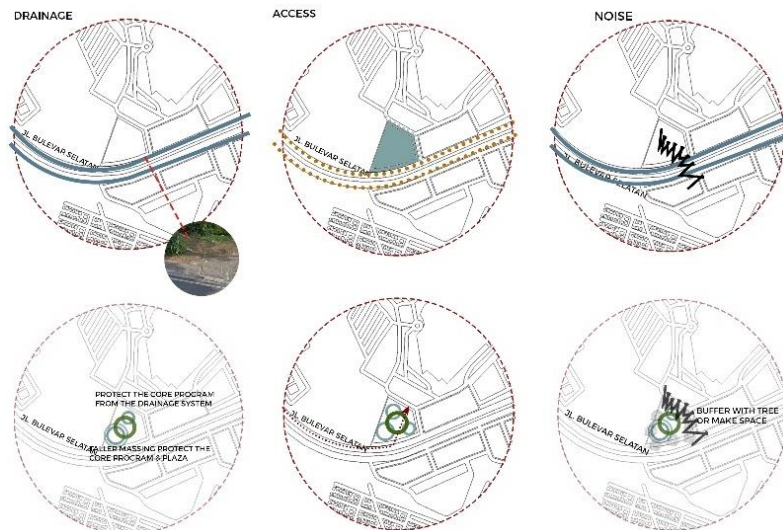 DRAINAGE
ACCESS
NOISE
JL BULEVAR SELATAN
JL BULEVAR SELATAN
JL BULEVAR SELATAN
PROTECT THE CORE PROGRAM
FROM THE DRAINAGE SYSTEM
JL BULEVAR SELATAN
TALLER MASSING PROTECT THE
CORE PROGRAM & PLAZA
JL BULEVAR SELATAN
BUFFER WITH TREE
OR MAKE SPACE
JL BULEVAR SELATAN